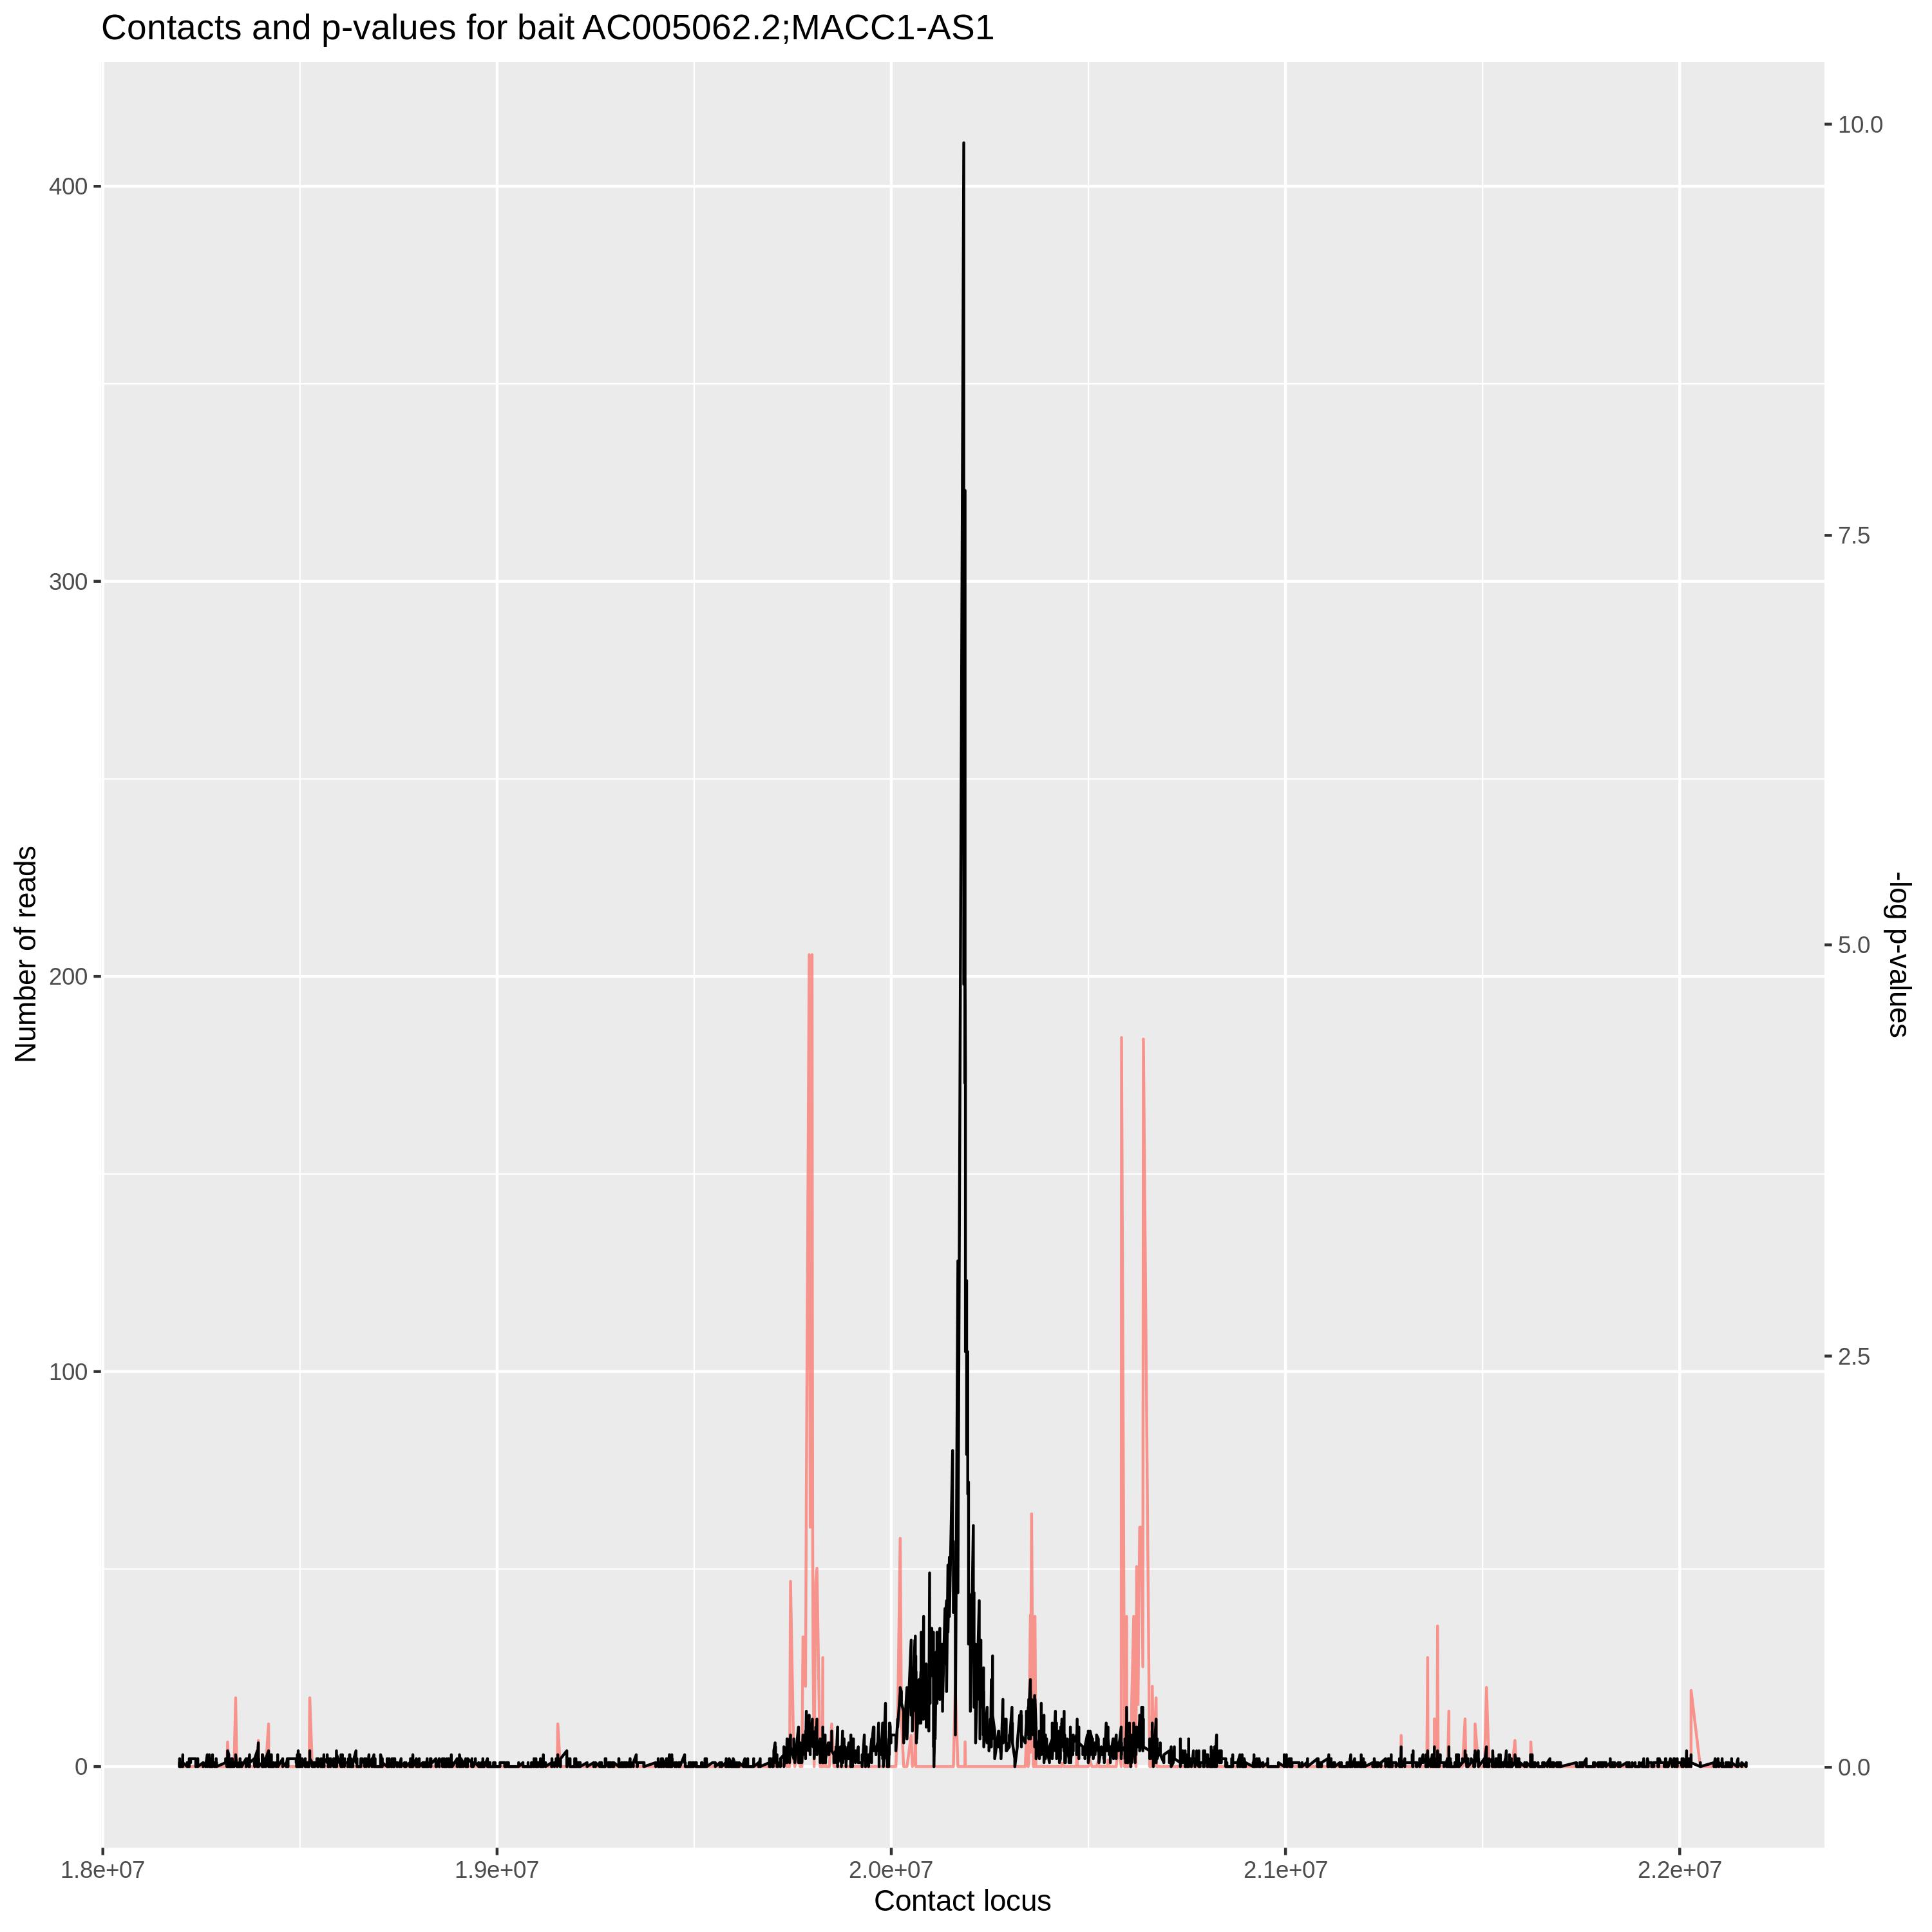 Contacts and p-values for bait AC005062.2;MACC1-AS1
400
300
200
100
0
Number of reads
10.0
7.5
5.0
2.5
0.0
-log p-values
1.8e+07
1.9e+07
2.0e+07
2.1e+07
2.2e+07
Contact locus